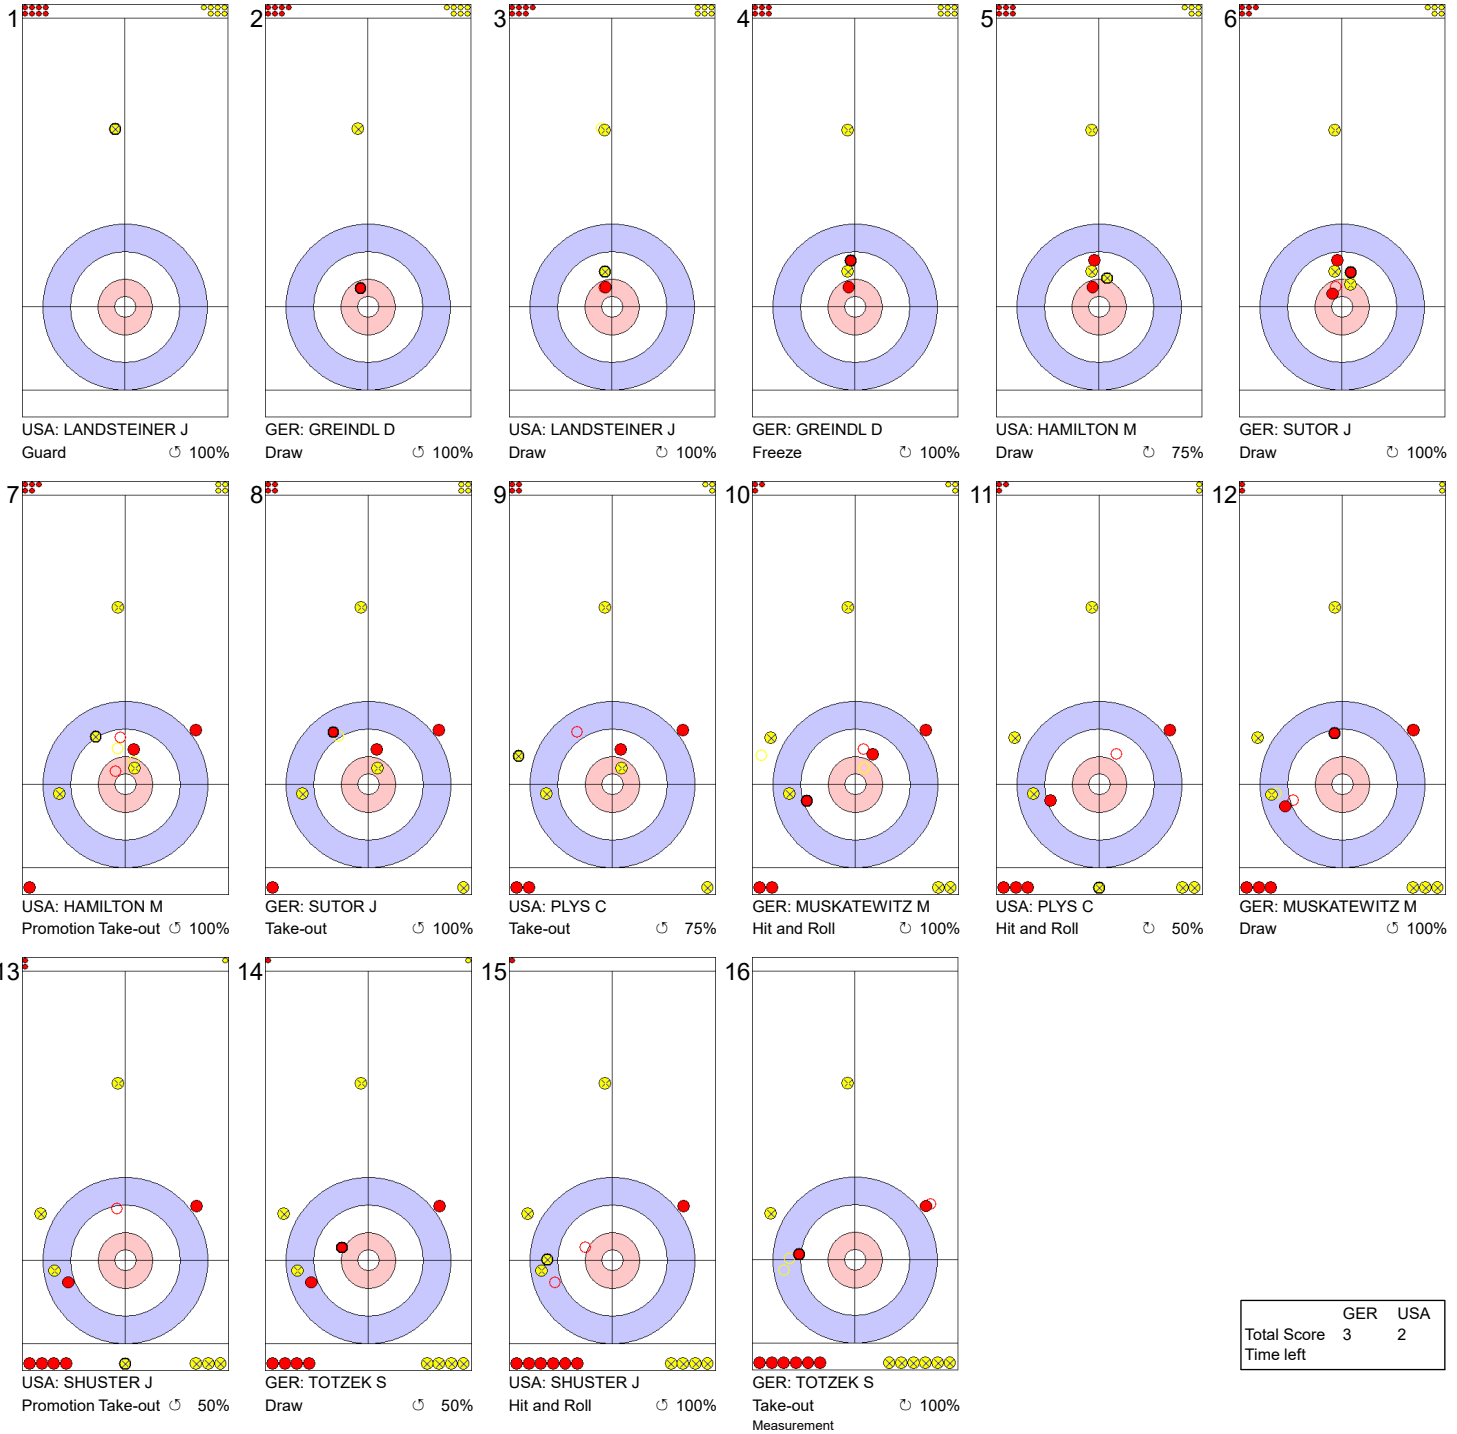 1
2
3
4
5
6
USA: LANDSTEINER J
Guard ↺ 100%
GER: GREINDL D
Draw ↺ 100%
USA: LANDSTEINER J
Draw ↻ 100%
GER: GREINDL D
Freeze ↻ 100%
USA: HAMILTON M
Draw ↻ 75%
GER: SUTOR J
Draw ↻ 100%
7
8
9
10
11
12
USA: HAMILTON M
Promotion Take-out ↺ 100%
GER: SUTOR J
Take-out ↺ 100%
USA: PLYS C
Take-out ↻ 75%
GER: MUSKATEWITZ M
Hit and Roll ↻ 100%
USA: PLYS C
Hit and Roll ↺ 50%
GER: MUSKATEWITZ M
Draw ↻ 100%
13
14
15
16
USA: SHUSTER J
Promotion Take-out ↺ 50%
GER: TOTZEK S
Draw ↺ 50%
USA: SHUSTER J
Hit and Roll ↺ 100%
GER: TOTZEK S
Take-out ↻ 100%
Measurement
GER USA
Total Score 3 2
Time left